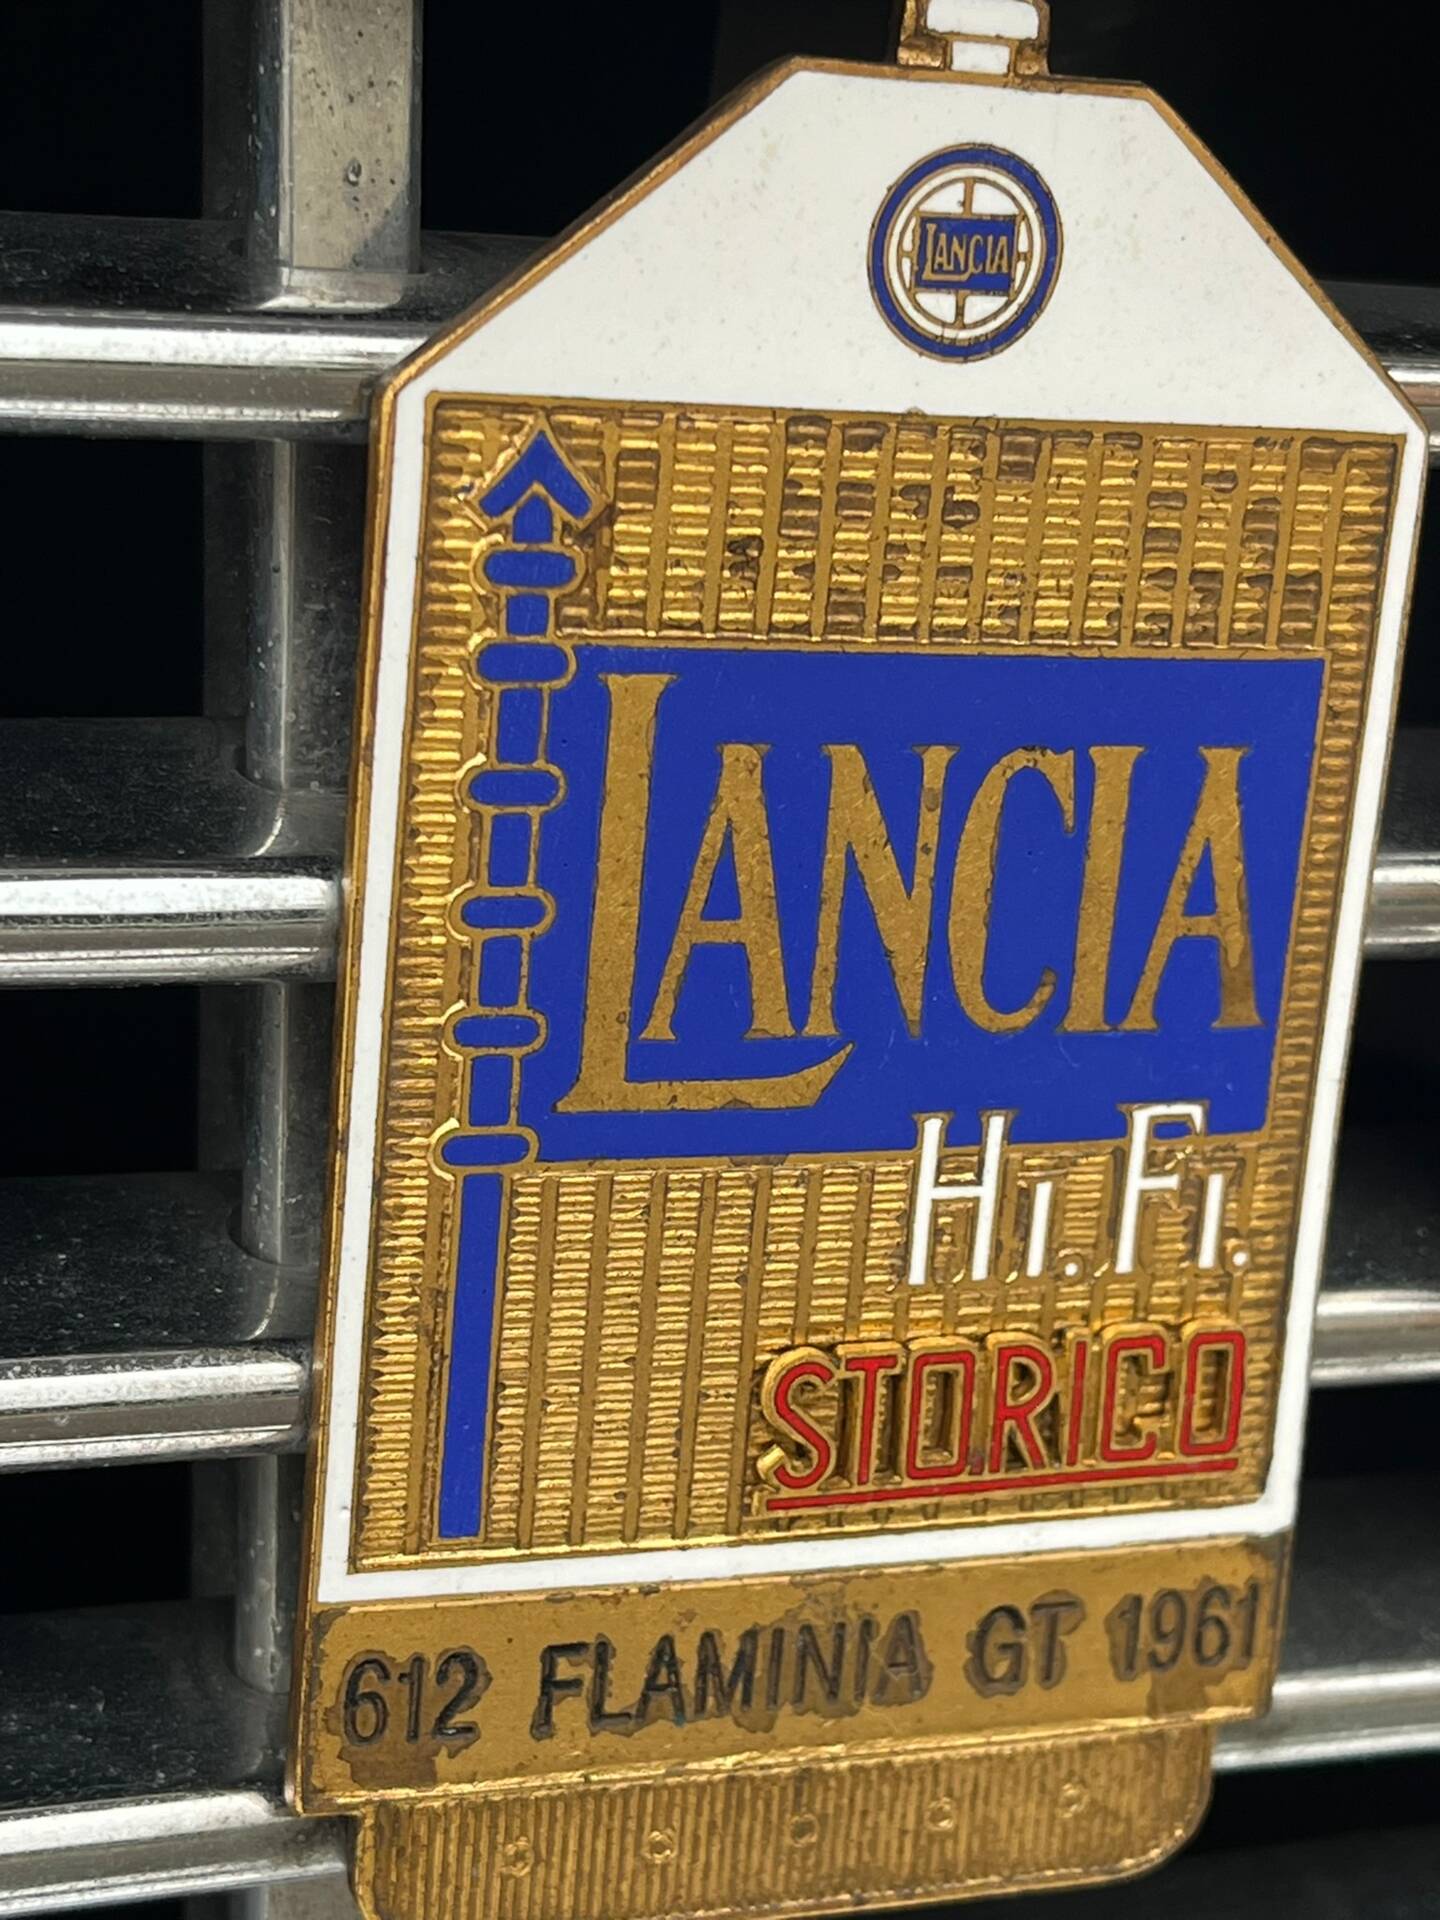 LANCIA
LANCIA
Hi.Fi.
STORICO
612 FLAMINIA GT 1961